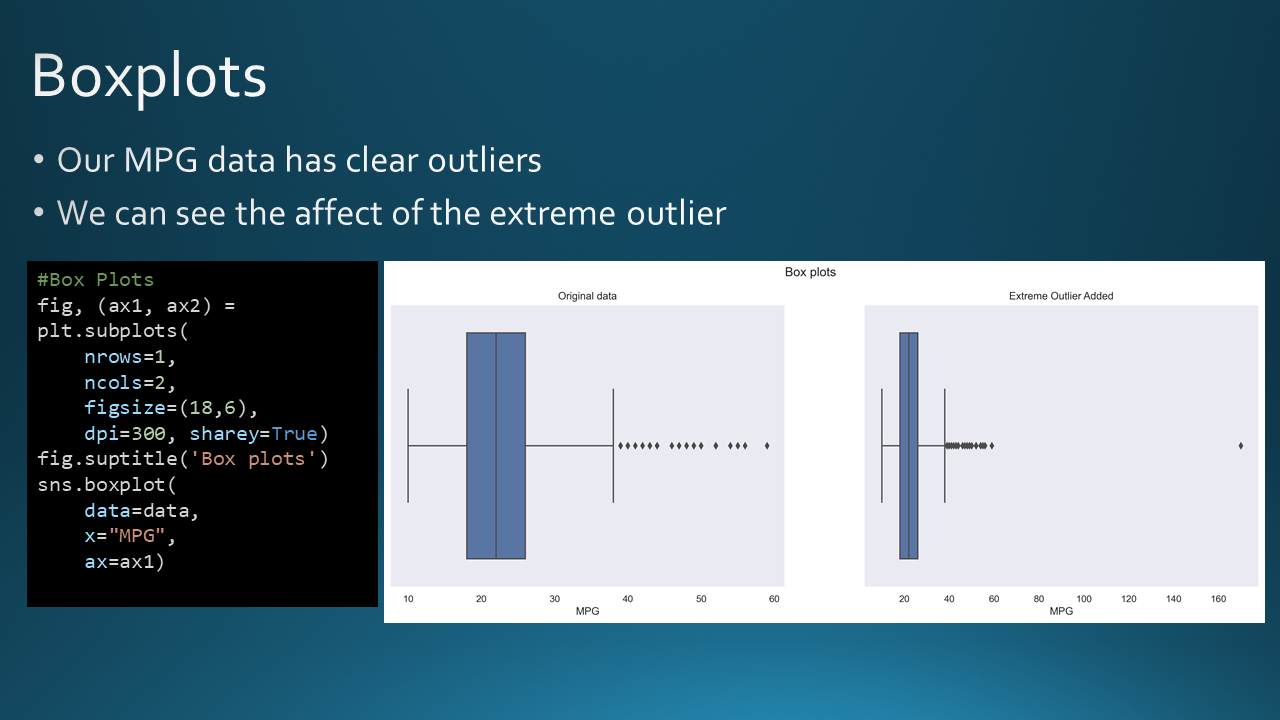 Boxplots
• Our MPG data has clear outliers
• We can see the affect of the extreme outlier
#Box Plots
fig, (ax1, ax2) =
plt.subplots(
    nrows=1,
    ncols=2,
    figsize=(18,6),
    dpi=300, sharey=True)
fig.suptitle('Box plots')
sns.boxplot(
    data=data,
    x="MPG",
    ax=ax1)
Box plots
Original data
10 20 30 40 50 60
MPG
Extreme Outlier Added
20 40 60 80 100 120 140 160
MPG